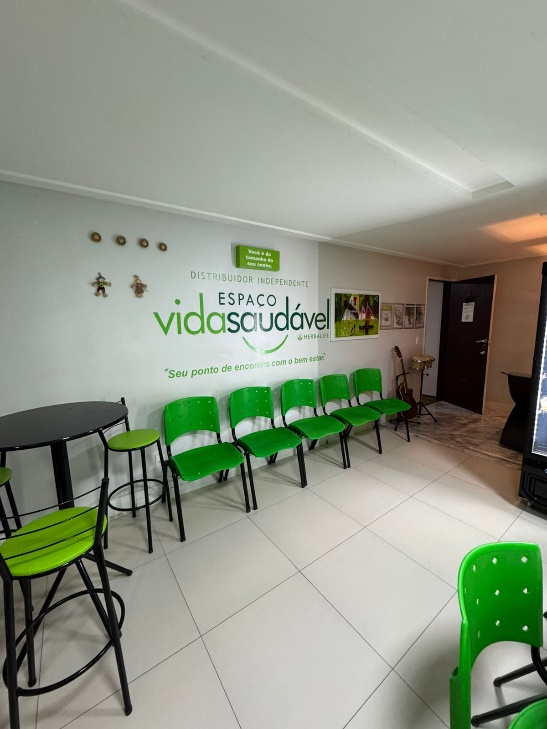 Você é do
tamanho do
seu sonho.
DISTRIBUIDOR INDEPENDENTE
ESPAÇO
vidasaudável
HERBALIFE
"Seu ponto de encontro com o bem estar."